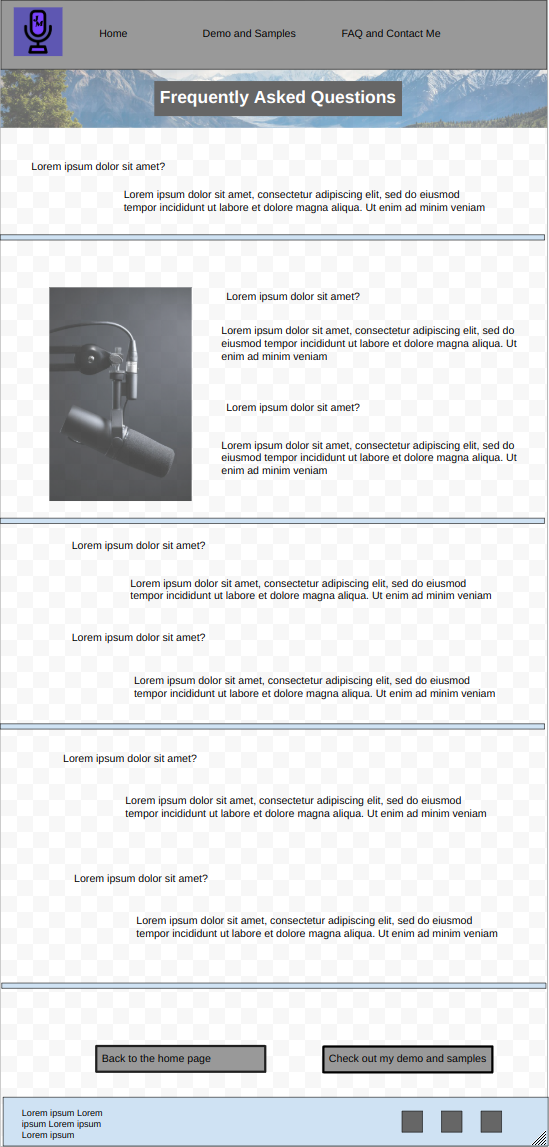 Home
Demo and Samples
FAQ and Contact Me
Frequently Asked Questions
Lorem ipsum dolor sit amet?
Lorem ipsum dolor sit amet, consectetur adipiscing elit, sed do eiusmod
tempor incididunt ut labore et dolore magna aliqua. Ut enim ad minim veniam
Lorem ipsum dolor sit amet?
Lorem ipsum dolor sit amet, consectetur adipiscing elit, sed do
eiusmod tempor incididunt ut labore et dolore magna aliqua. Ut
enim ad minim veniam
Lorem ipsum dolor sit amet?
Lorem ipsum dolor sit amet, consectetur adipiscing elit, sed do
eiusmod tempor incididunt ut labore et dolore magna aliqua. Ut
enim ad minim veniam
Lorem ipsum dolor sit amet?
Lorem ipsum dolor sit amet, consectetur adipiscing elit, sed do eiusmod
tempor incididunt ut labore et dolore magna aliqua. Ut enim ad minim veniam
Lorem ipsum dolor sit amet?
Lorem ipsum dolor sit amet, consectetur adipiscing elit, sed do eiusmod
tempor incididunt ut labore et dolore magna aliqua. Ut enim ad minim veniam
Lorem ipsum dolor sit amet?
Lorem ipsum dolor sit amet, consectetur adipiscing elit, sed do eiusmod
tempor incididunt ut labore et dolore magna aliqua. Ut enim ad minim veniam
Lorem ipsum dolor sit amet?
Lorem ipsum dolor sit amet, consectetur adipiscing elit, sed do eiusmod
tempor incididunt ut labore et dolore magna aliqua. Ut enim ad minim veniam
Back to the home page
Check out my demo and samples
Lorem ipsum Lorem
ipsum Lorem ipsum
Lorem ipsum